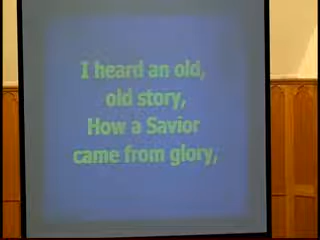 I heard an old,
old story,
How a Savior
came from glory,